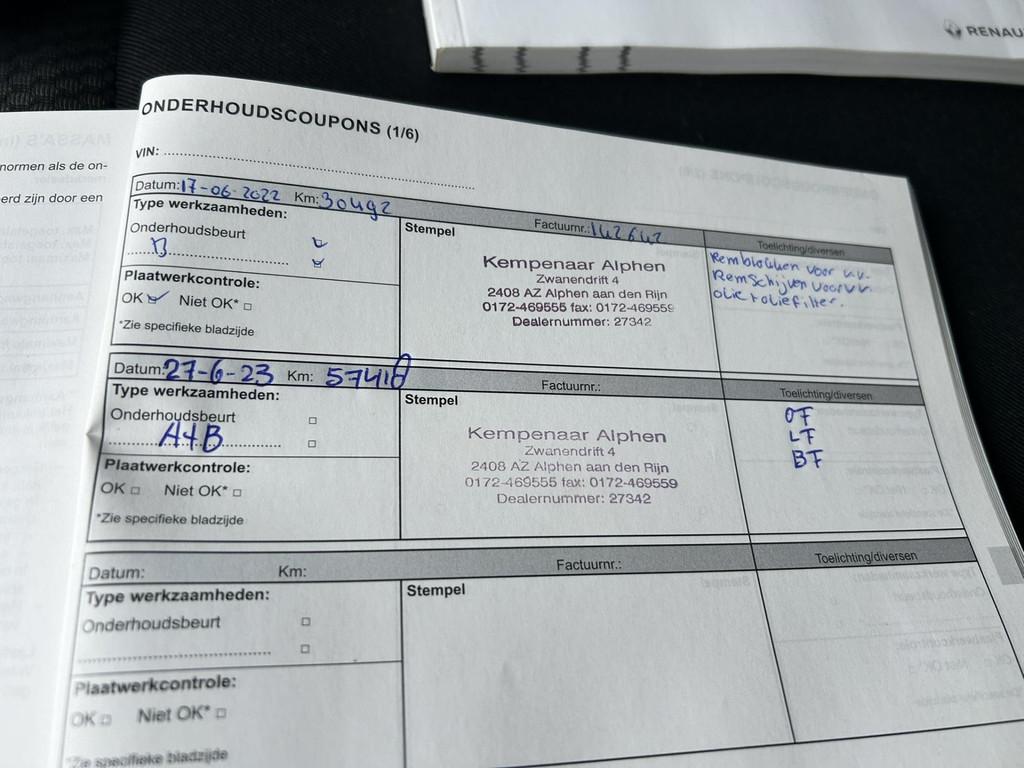 RENAU
normen als de on-
erd zijn door een
ONDERHOUDSCOUPONS (1/6)
VIN:
Datum: 17-06-2022 Km: 30492 Factuurnr.: 142642 Toelichting/diversen
Type werkzaamheden:
Onderhoudsbeurt
B
Plaatwerkcontrole:
OK Niet OK*
*Zie specifieke bladzijde
Stempel
Kempenaar Alphen
Zwanendrift 4
2408 AZ Alphen aan den Rijn
0172-469555 fax: 0172-469559
Dealernummer: 27342
Remblokken voor v.v.
Remschijven voor v.v.
olie + oliefilter.
Datum: 27-6-23 Km: 57418 Factuurnr.: Toelichting/diversen
Type werkzaamheden:
Onderhoudsbeurt
A+B
Plaatwerkcontrole:
OK Niet OK*
*Zie specifieke bladzijde
Stempel
Kempenaar Alphen
Zwanendrift 4
2408 AZ Alphen aan den Rijn
0172-469555 fax: 0172-469559
Dealernummer: 27342
OF
LF
BF
Datum: Km: Factuurnr.: Toelichting/diversen
Type werkzaamheden:
Onderhoudsbeurt
Plaatwerkcontrole:
OK Niet OK*
*Zie specifieke bladzijde
Stempel